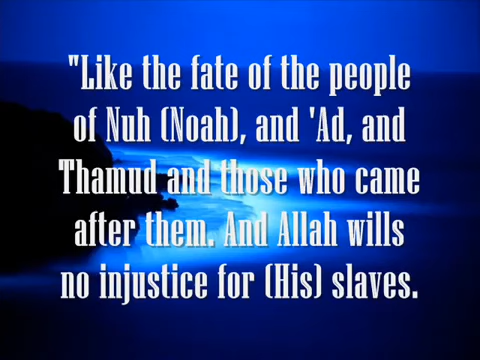 "Like the fate of the people
of Nuh (Noah), and 'Ad, and
Thamud and those who came
after them. And Allah wills
no injustice for (His) slaves.